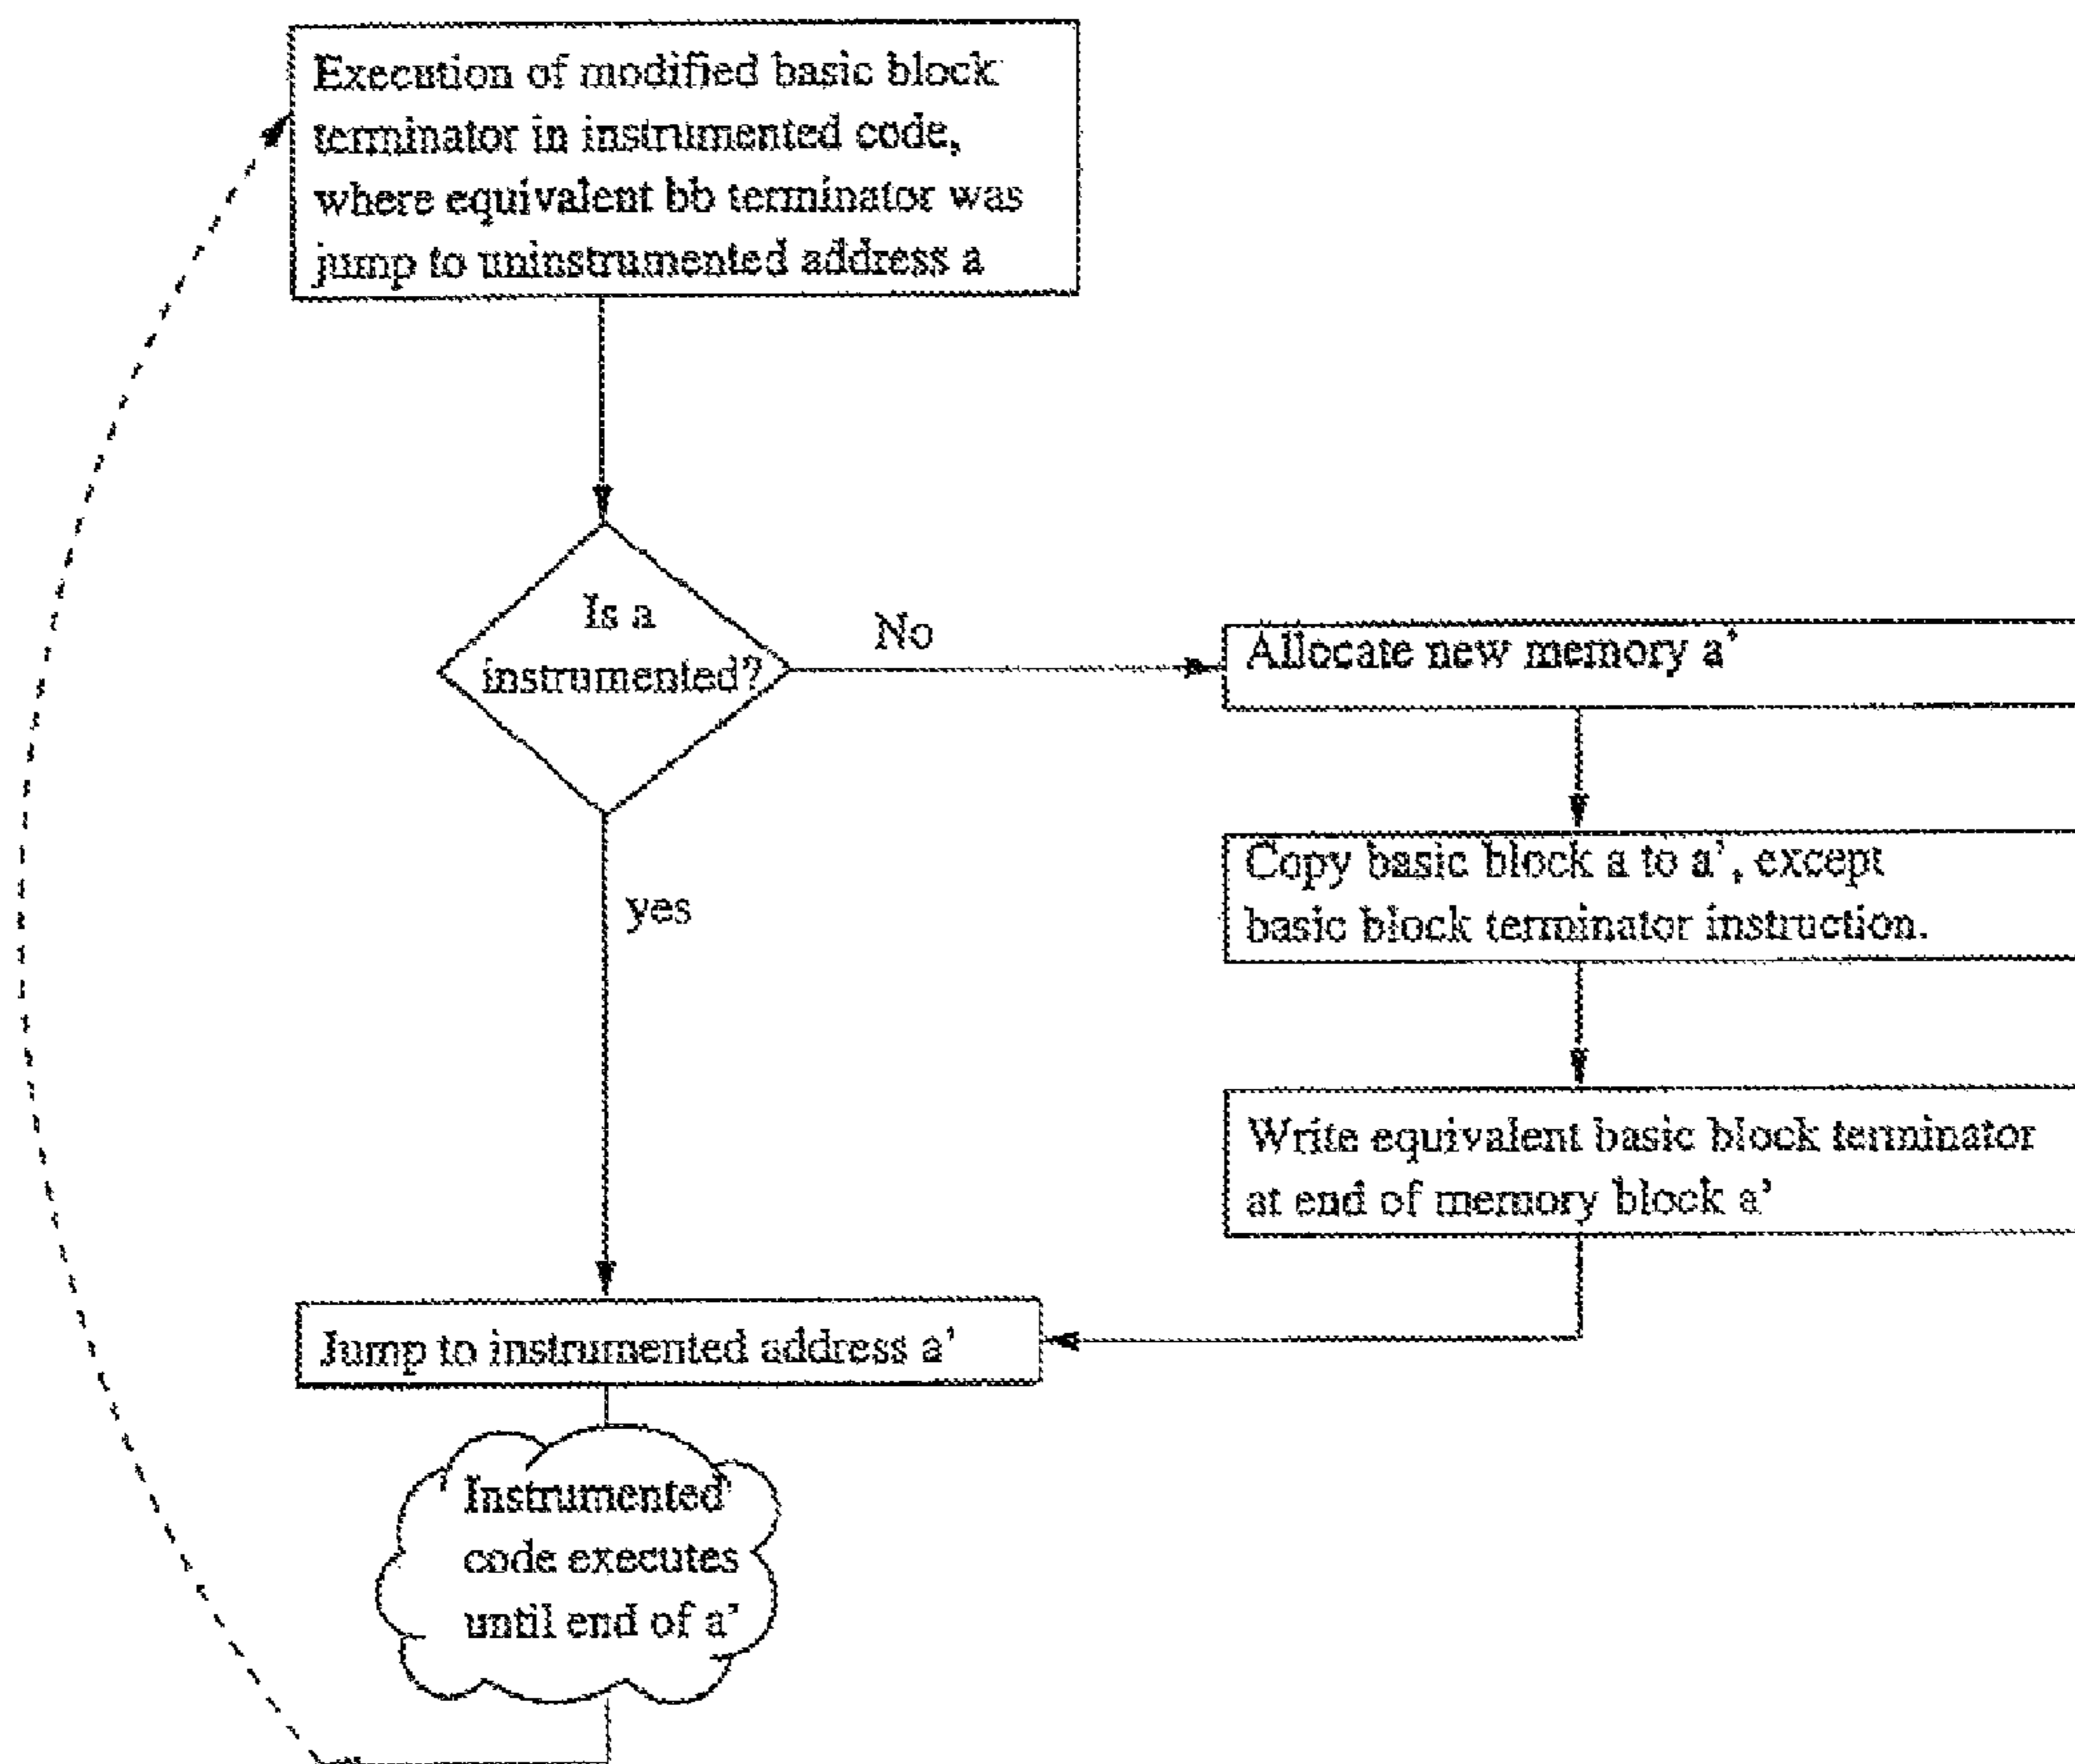 Execution of modified basic block
terminator in instrumented code,
where equivalent bb terminator was
jump to uninstrumented address a
Is a
instrumented?
No
Allocate new memory a'
Copy basic block a to a', except
basic block terminator instruction.
yes
Write equivalent basic block terminator
at end of memory block a'
Jump to instrumented address a'
Instrumented
code executes
until end of a'